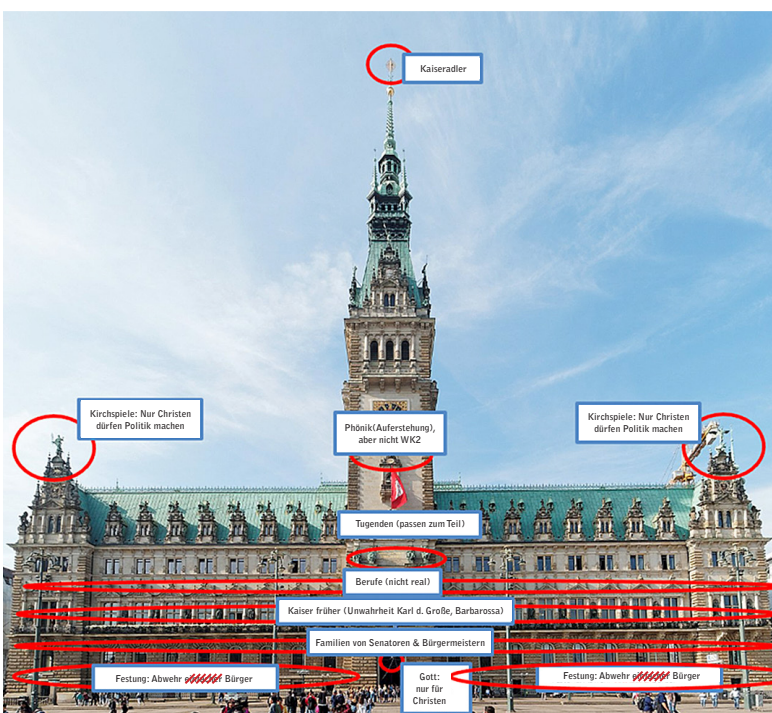 Kaiseradler
Kirchspiele: Nur Christen
dürfen Politik machen
Kirchspiele: Nur Christen
dürfen Politik machen
Phönik(Auferstehung),
aber nicht WK2
Tugenden (passen zum Teil)
Berufe (nicht real)
Kaiser früher (Unwahrheit Karl d. Große, Barbarossa)
Familien von Senatoren & Bürgermeistern
Festung: Abwehr Bürger
Gott:
nur für
Christen
Festung: Abwehr Bürger